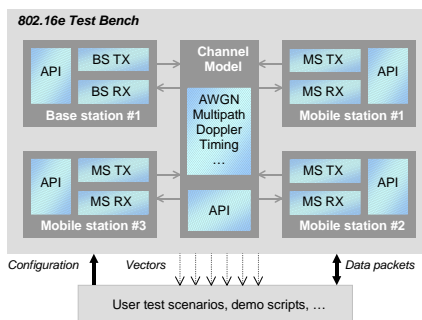 802.16e Test Bench
API
BS TX
BS RX
Base station #1
Channel
Model
AWGN
Multipath
Doppler
Timing
...
API
MS TX
MS RX
API
Mobile station #1
API
MS TX
MS RX
Mobile station #3
MS TX
MS RX
API
Mobile station #2
Configuration
Vectors
Data packets
User test scenarios, demo scripts, ...